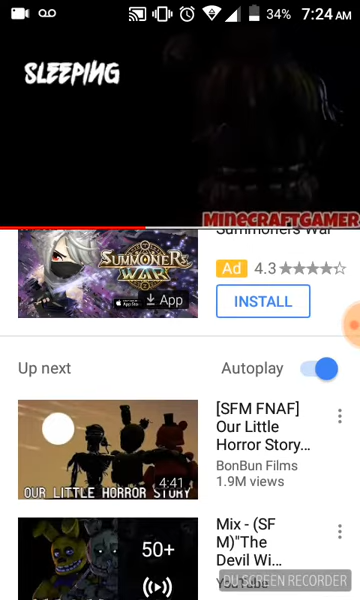 34% 7:24 AM
SLEEPING
MINECRAFTGAMER
Summoners War
SUMMONERS
WAR
App
Ad 4.3
INSTALL
Up next Autoplay
[SFM FNAF]
Our Little
Horror Story...
BonBun Films
1.9M views
4:41
OUR LITTLE HORROR STORY
Mix - (SF
M)"The
Devil Wi...
YouTube
50+
DU SCREEN RECORDER